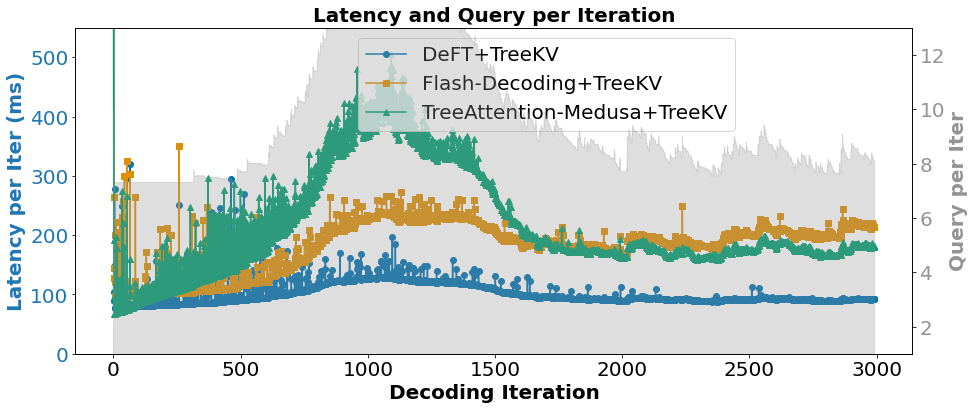 Latency and Query per Iteration
DeFT+TreeKV
Flash-Decoding+TreeKV
TreeAttention-Medusa+TreeKV
Latency per Iter (ms)
500
400
300
200
100
0
12
10
8
6
4
2
Query per Iter
0 500 1000 1500 2000 2500 3000
Decoding Iteration